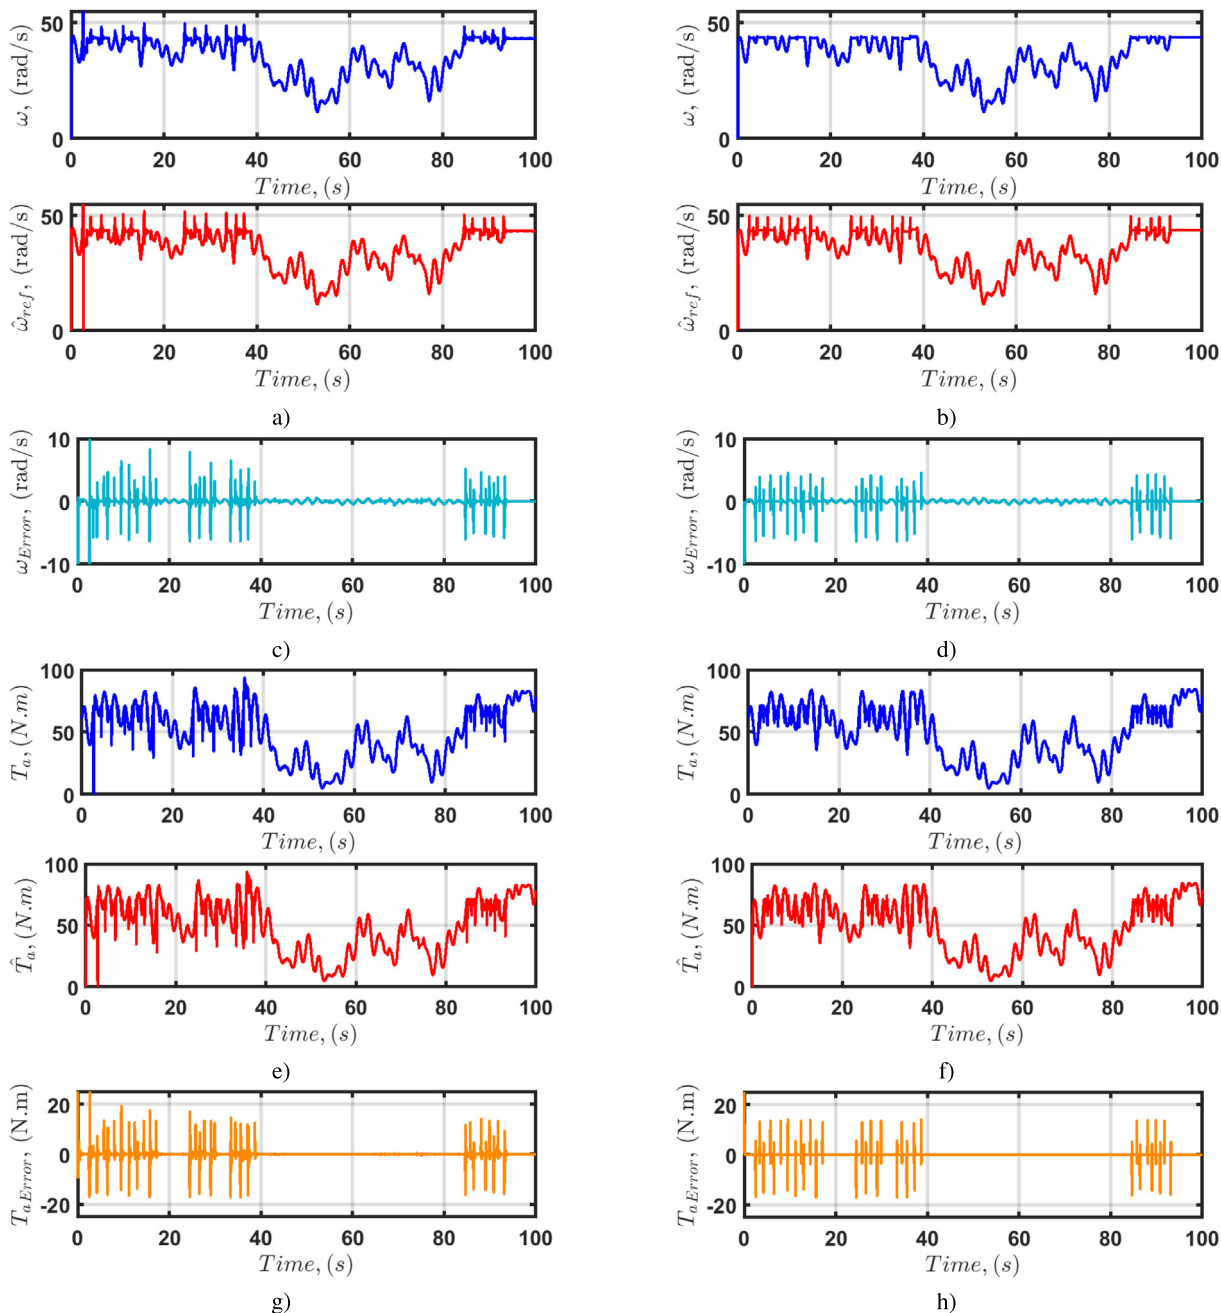 50
0
ω, (rad/s)
0 20 40 60 80 100
Time, (s)
50
0
ω̂ref, (rad/s)
0 20 40 60 80 100
Time, (s)
a)
50
0
ω, (rad/s)
0 20 40 60 80 100
Time, (s)
50
0
ω̂ref, (rad/s)
0 20 40 60 80 100
Time, (s)
b)
10
0
-10
ωError, (rad/s)
0 20 40 60 80 100
Time, (s)
c)
10
0
-10
ωError, (rad/s)
0 20 40 60 80 100
Time, (s)
d)
100
50
0
Ta, (N.m)
0 20 40 60 80 100
Time, (s)
100
50
0
T̂a, (N.m)
0 20 40 60 80 100
Time, (s)
e)
100
50
0
Ta, (N.m)
0 20 40 60 80 100
Time, (s)
100
50
0
T̂a, (N.m)
0 20 40 60 80 100
Time, (s)
f)
20
0
-20
TaError, (N.m)
0 20 40 60 80 100
Time, (s)
g)
20
0
-20
TaError, (N.m)
0 20 40 60 80 100
Time, (s)
h)